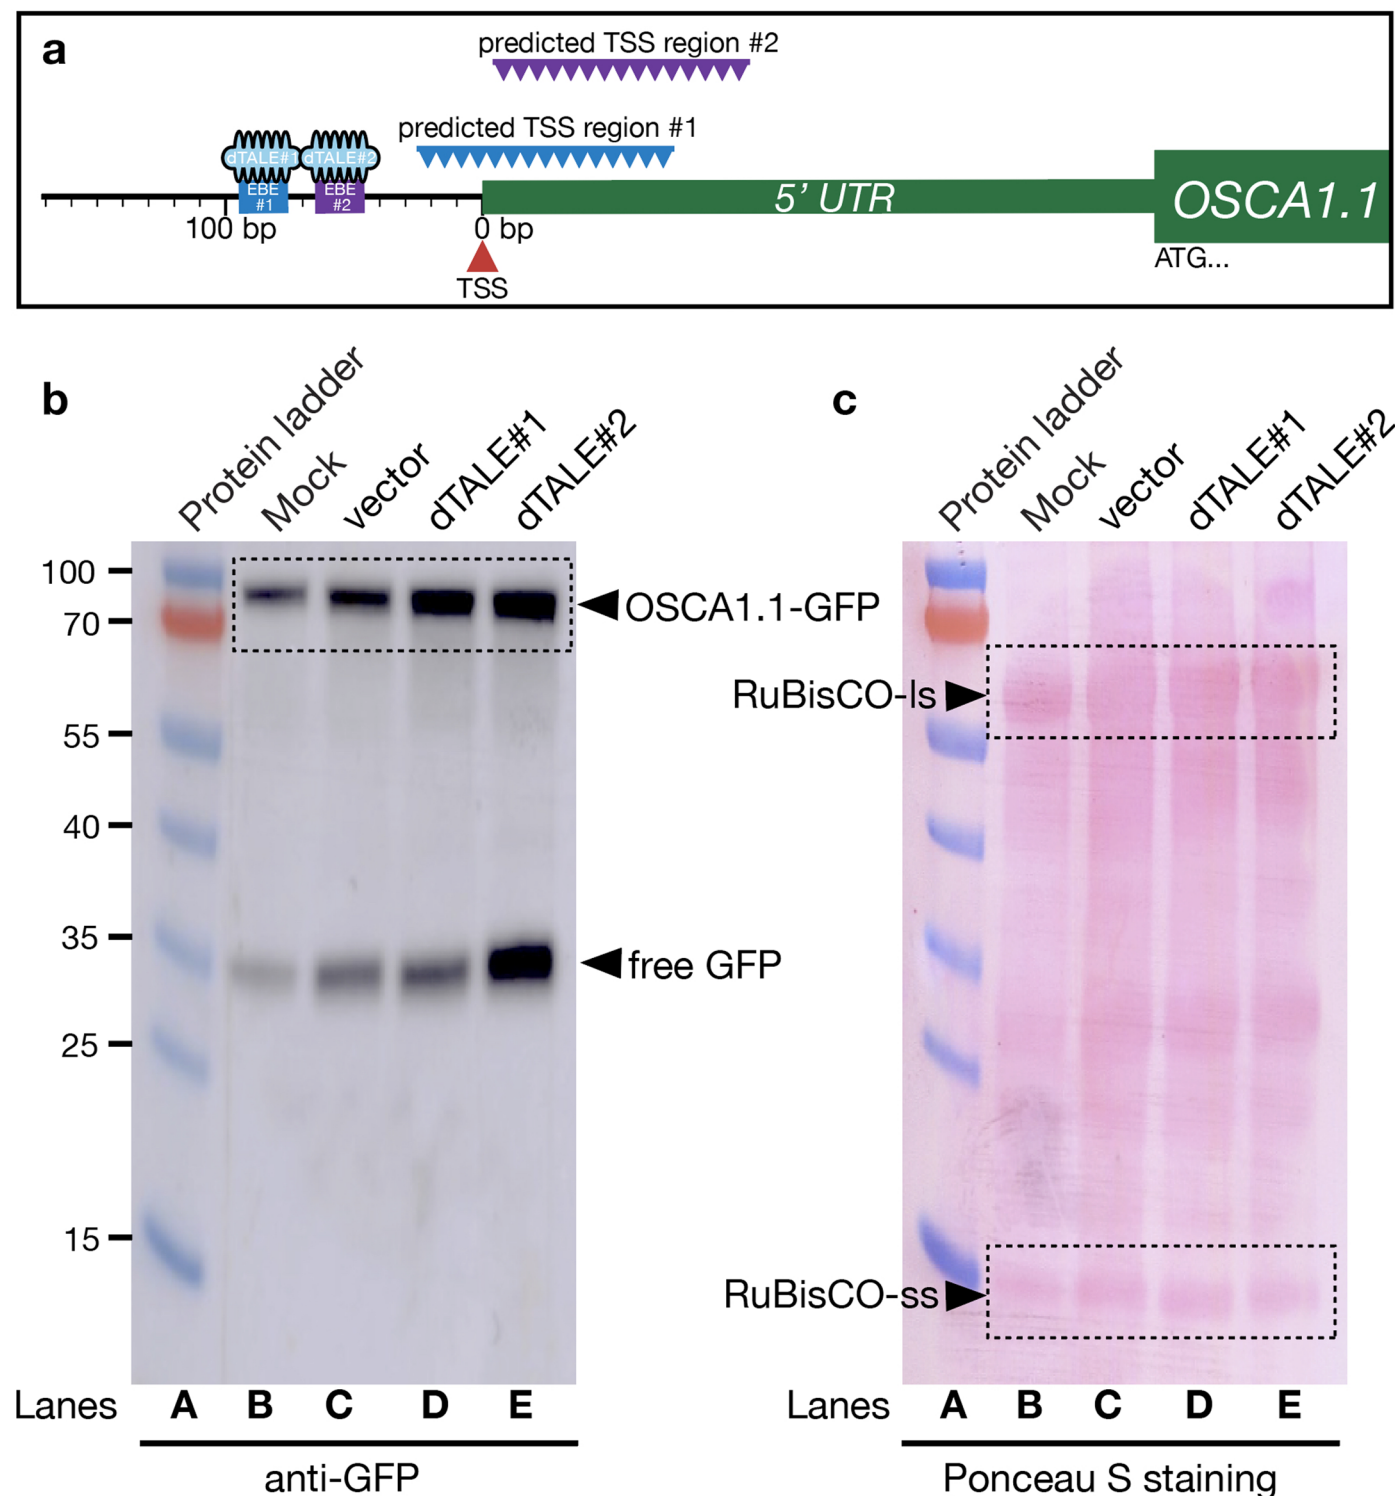 a
predicted TSS region #2
predicted TSS region #1
dTALE#1 dTALE#2
EBE #1
EBE #2
5’ UTR
OSCA1.1
100 bp
0 bp
ATG...
TSS
b
Protein ladder
Mock
vector
dTALE#1
dTALE#2
100
70
55
40
35
25
15
OSCA1.1-GFP
free GFP
Lanes A B C D E
anti-GFP
c
Protein ladder
Mock
vector
dTALE#1
dTALE#2
RuBisCO-ls
RuBisCO-ss
Lanes A B C D E
Ponceau S staining